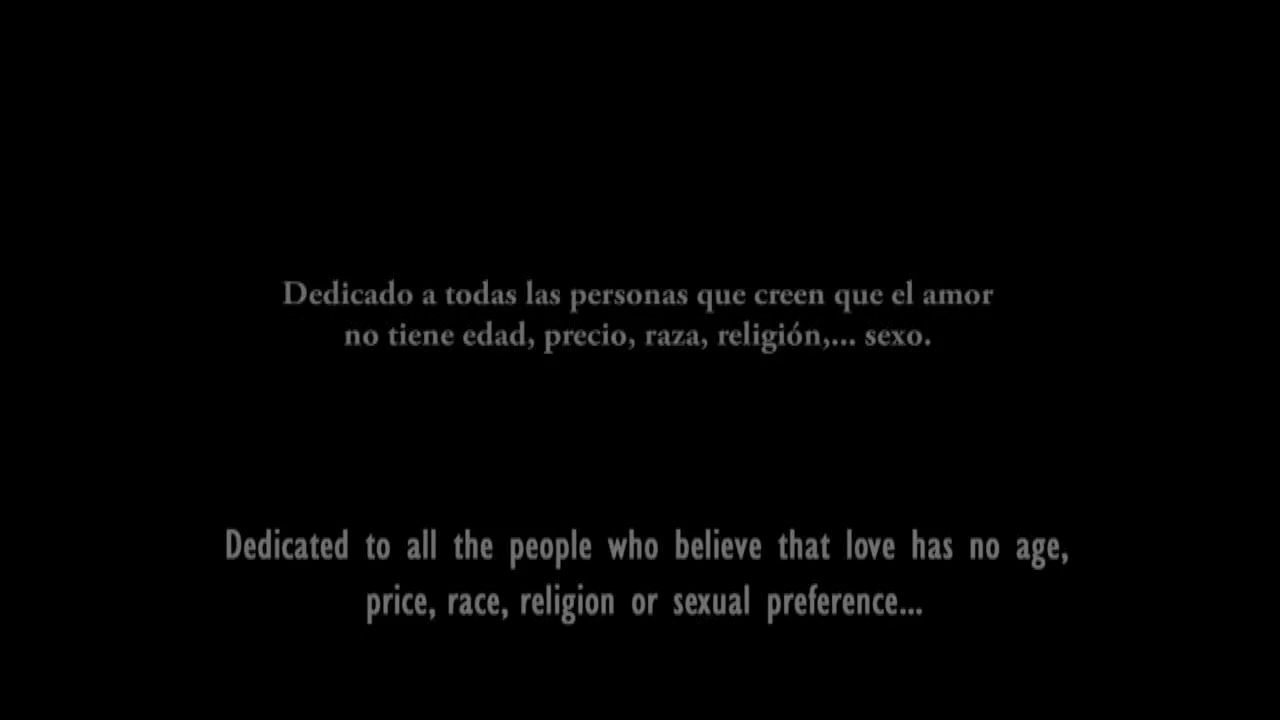 Dedicado a todas las personas que creen que el amor
no tiene edad, precio, raza, religión,... sexo.
Dedicated to all the people who believe that love has no age,
price, race, religion or sexual preference...